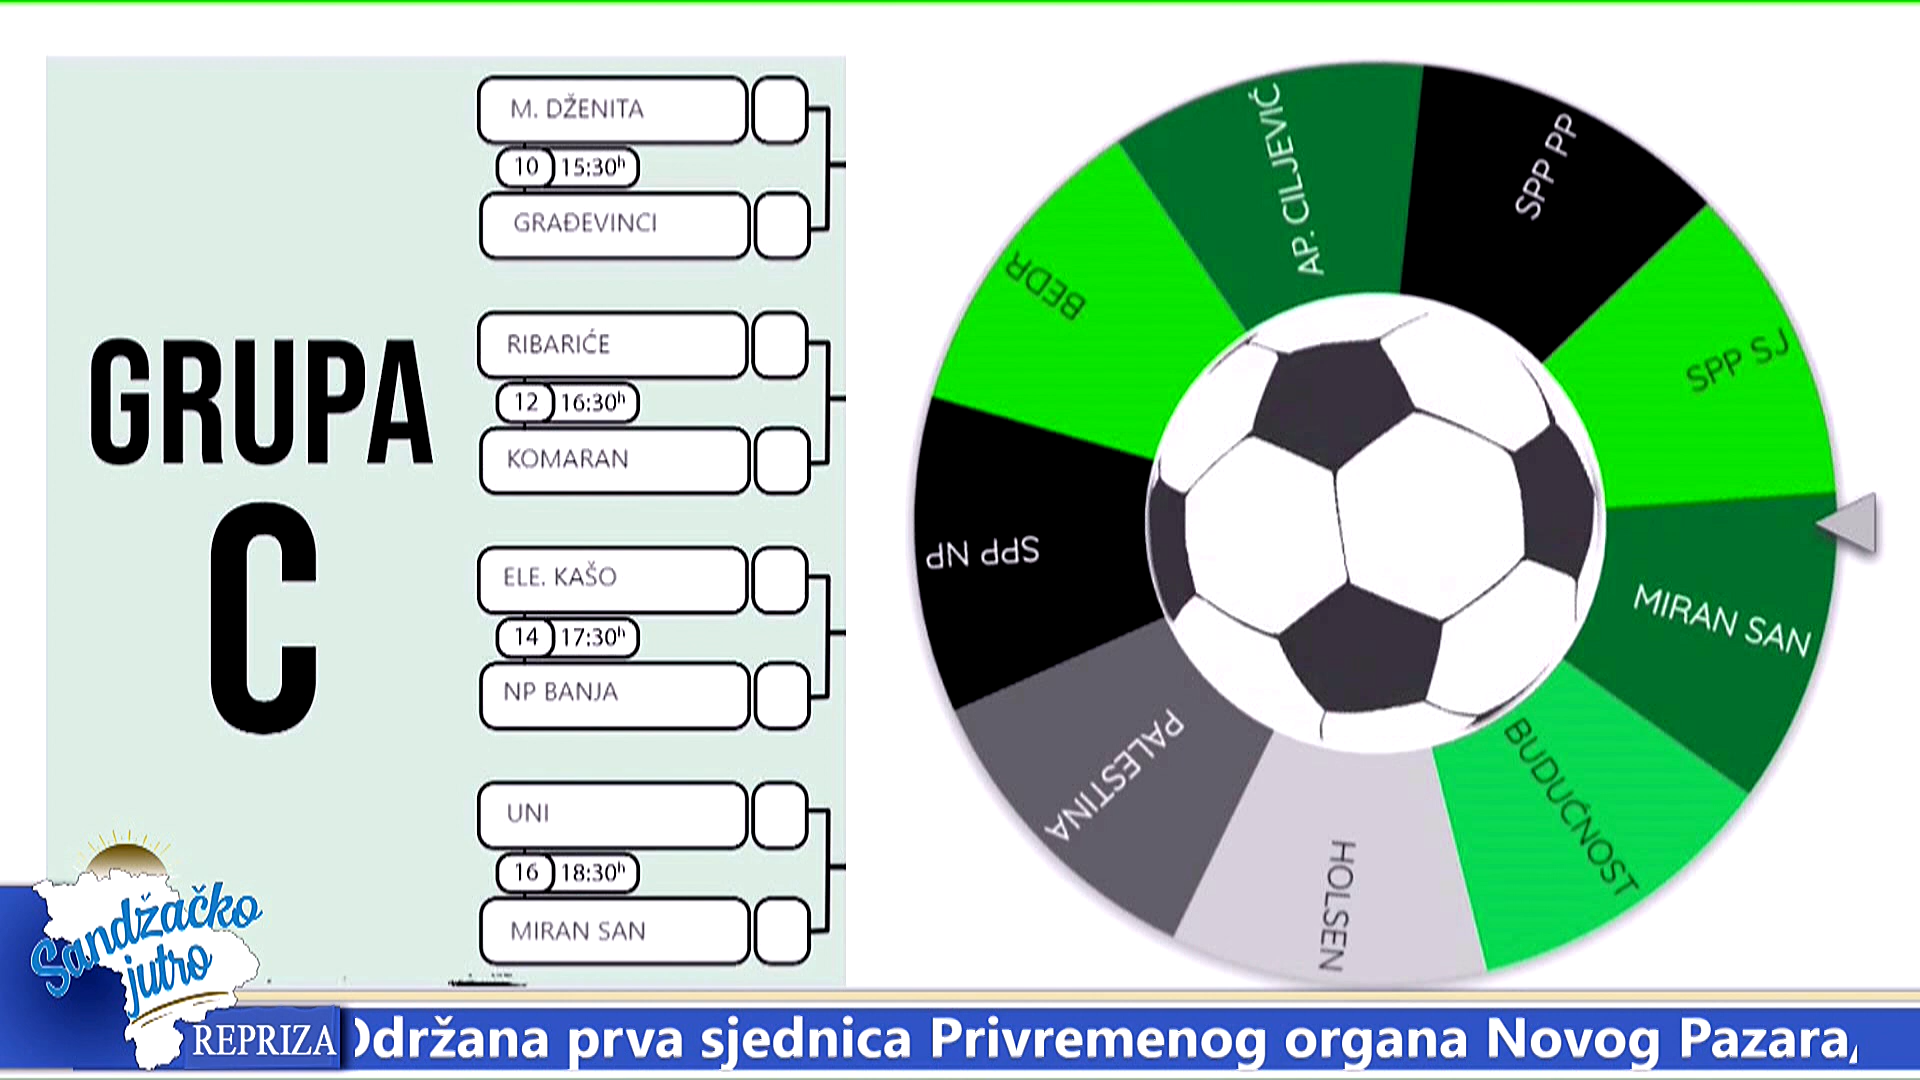 GRUPA
C
M. DŽENITA
10 15:30h
GRAĐEVINCI
RIBARIĆE
12 16:30h
KOMARAN
ELE. KAŠO
14 17:30h
NP BANJA
UNI
16 18:30h
MIRAN SAN
AP. CILJEVIĆ
SPP PP
SPP SJ
MIRAN SAN
BUDUĆNOST
HOLSEN
PALESTINA
SPP NP
BEDR
Sandžačko
jutro
REPRIZA
Održana prva sjednica Privremenog organa Novog Pazara,